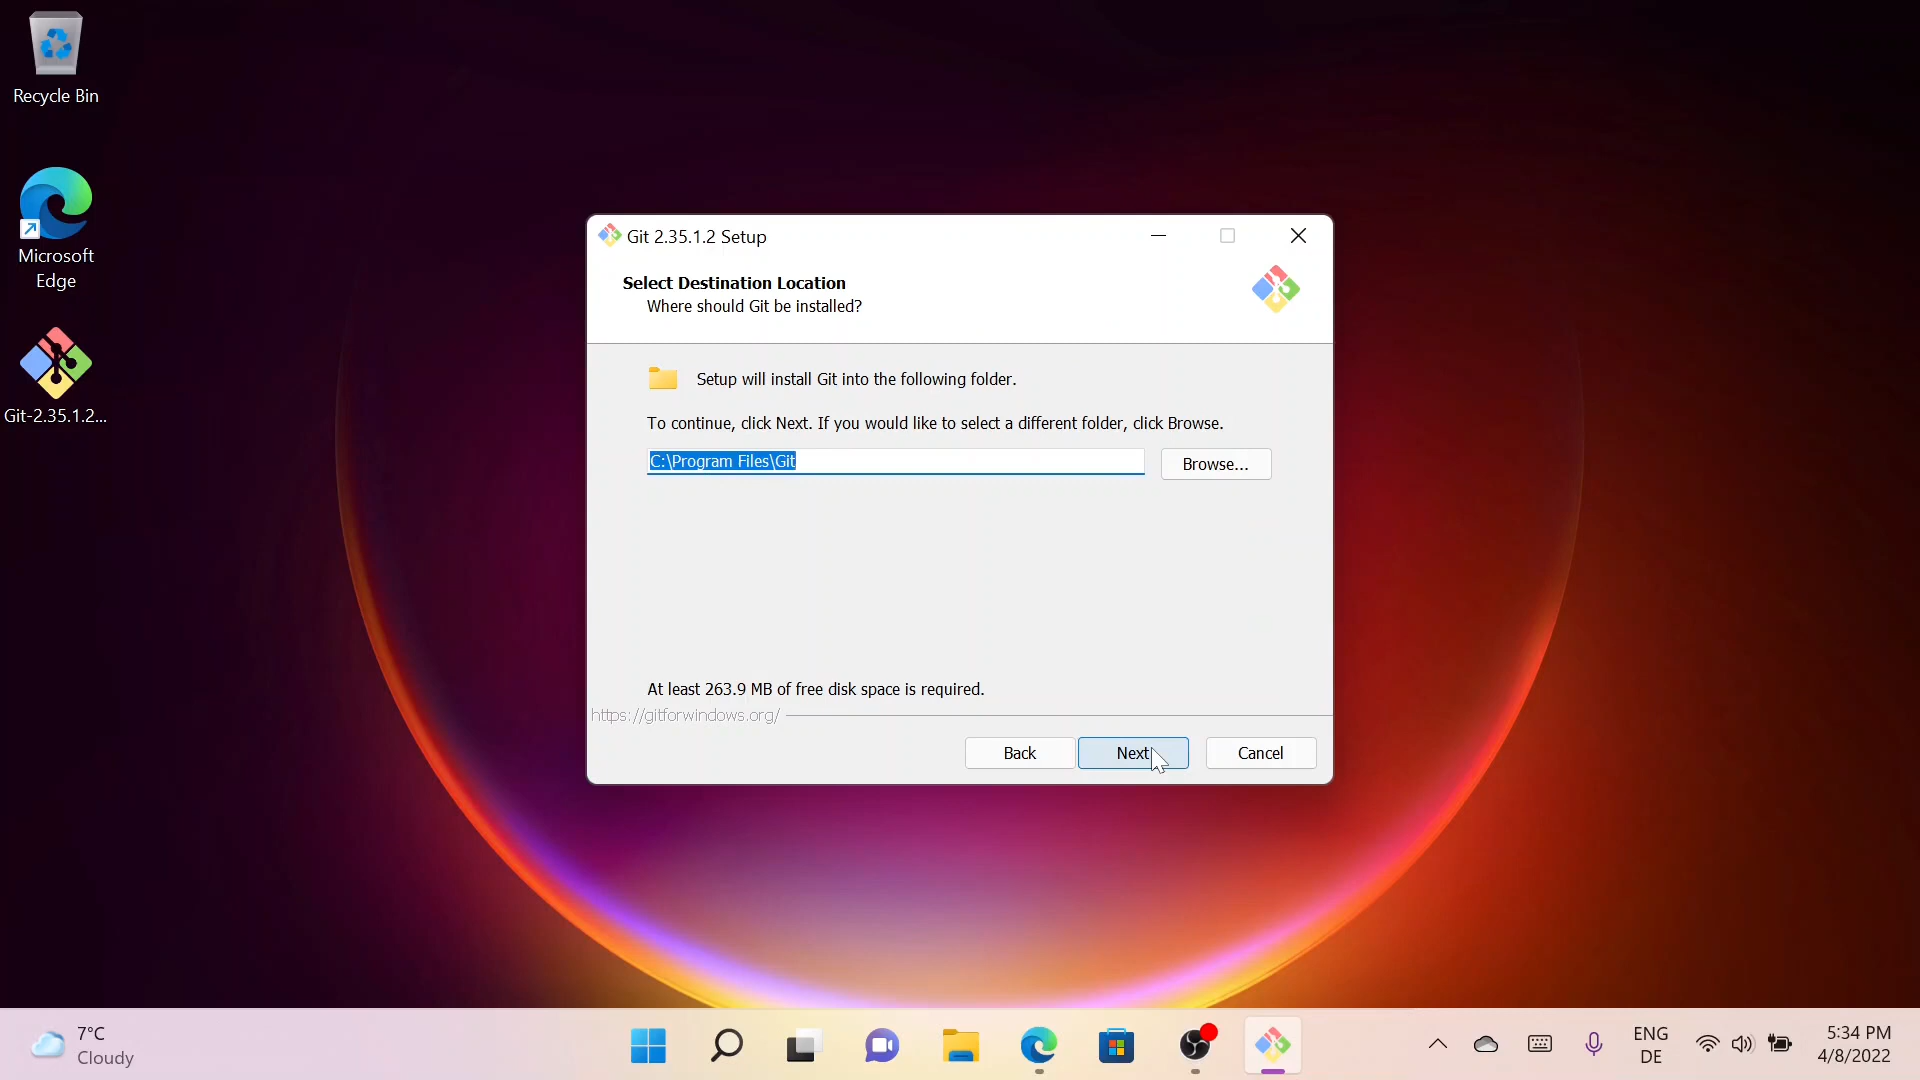 Recycle Bin
Microsoft
Edge
Git-2.35.1.2...
Git 2.35.1.2 Setup
Select Destination Location
Where should Git be installed?
Setup will install Git into the following folder.
To continue, click Next. If you would like to select a different folder, click Browse.
C:\Program Files\Git
Browse...
At least 263.9 MB of free disk space is required.
https://gitforwindows.org/
Back
Next
Cancel
7°C
Cloudy
ENG
DE
5:34 PM
4/8/2022